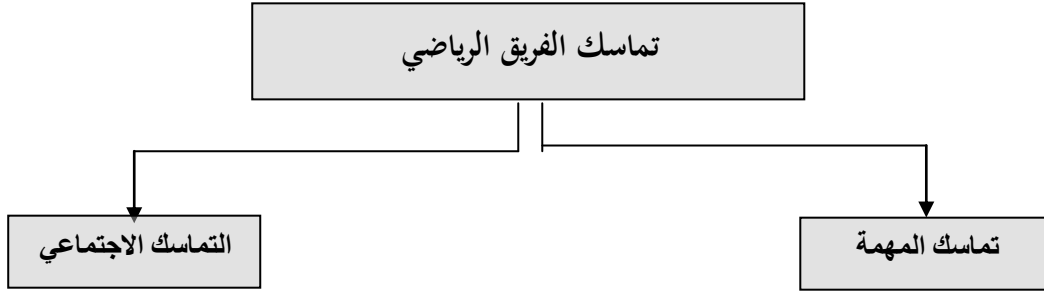 تماسك الفريق الرياضي
تماسك المهمة
التماسك الاجتماعي